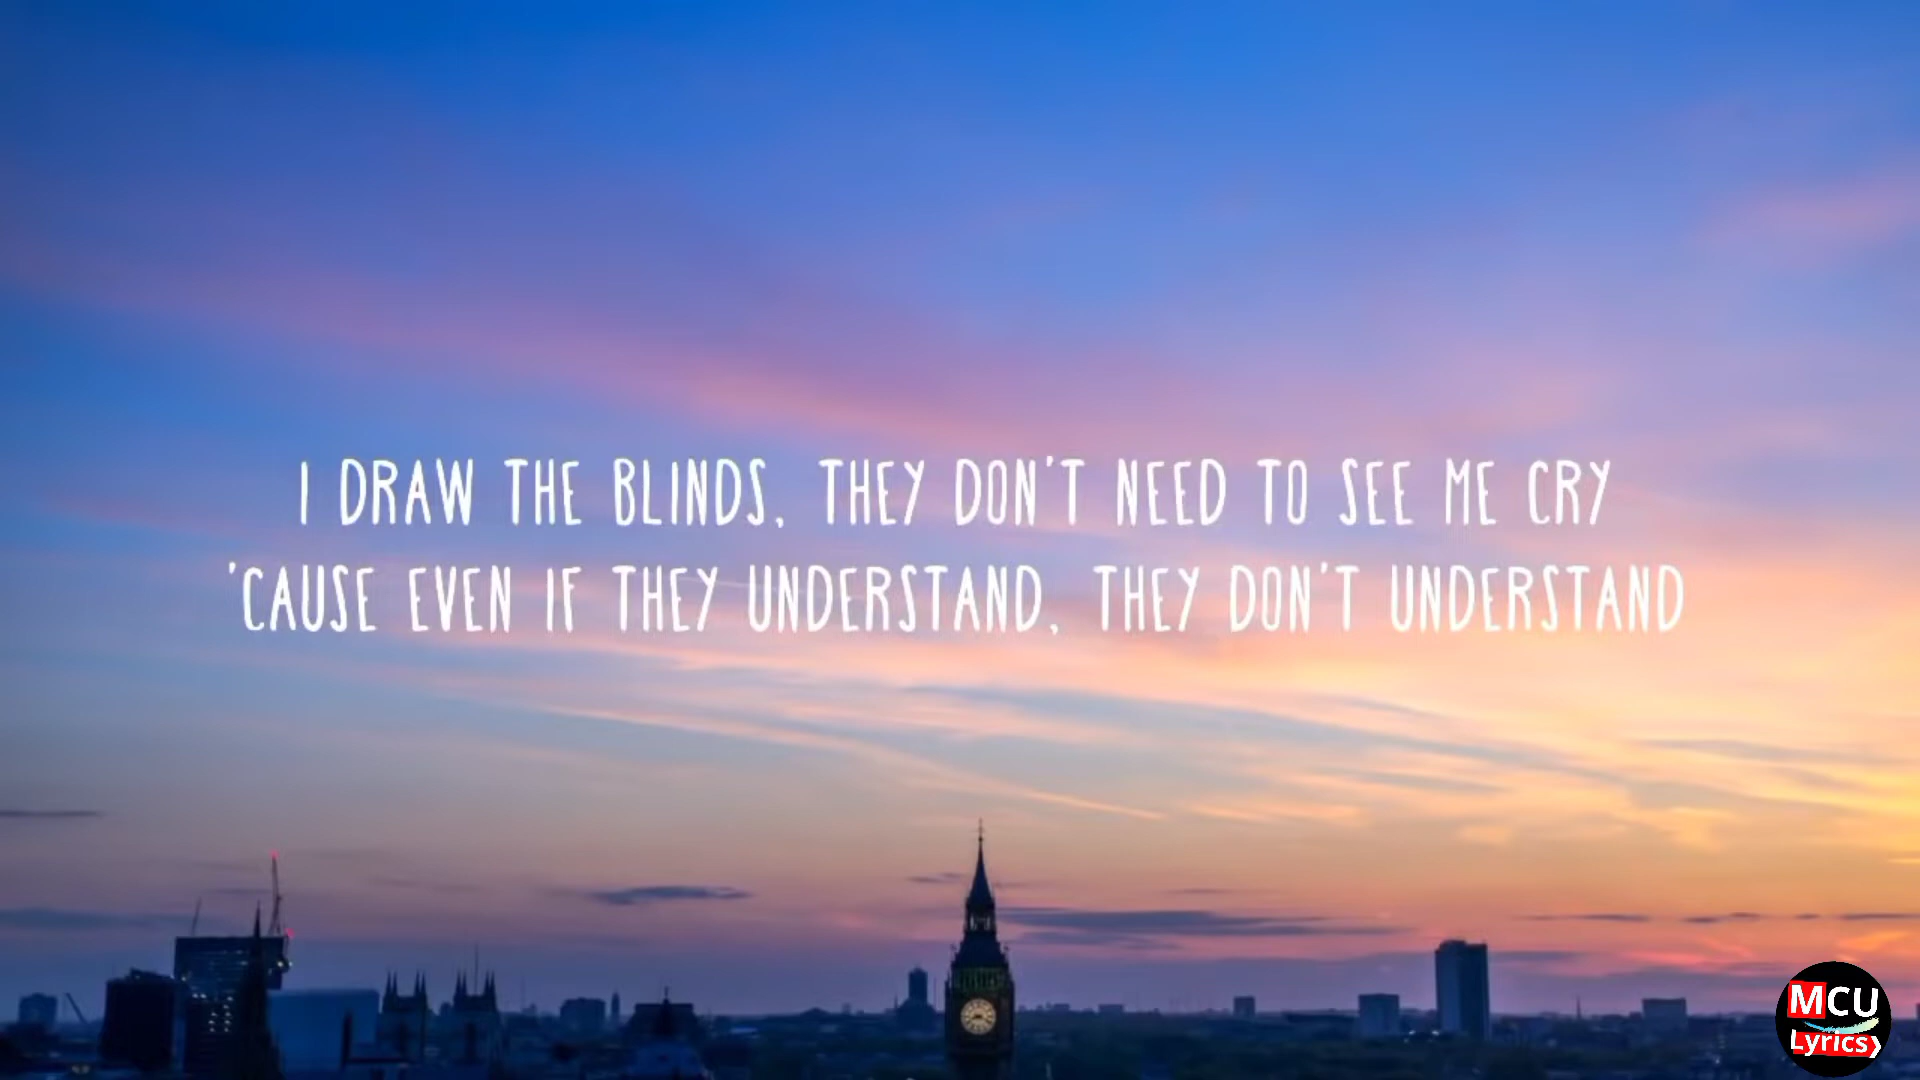 I DRAW THE BLINDS, THEY DON'T NEED TO SEE ME CRY
'CAUSE EVEN IF THEY UNDERSTAND, THEY DON'T UNDERSTAND
MCU
Lyrics